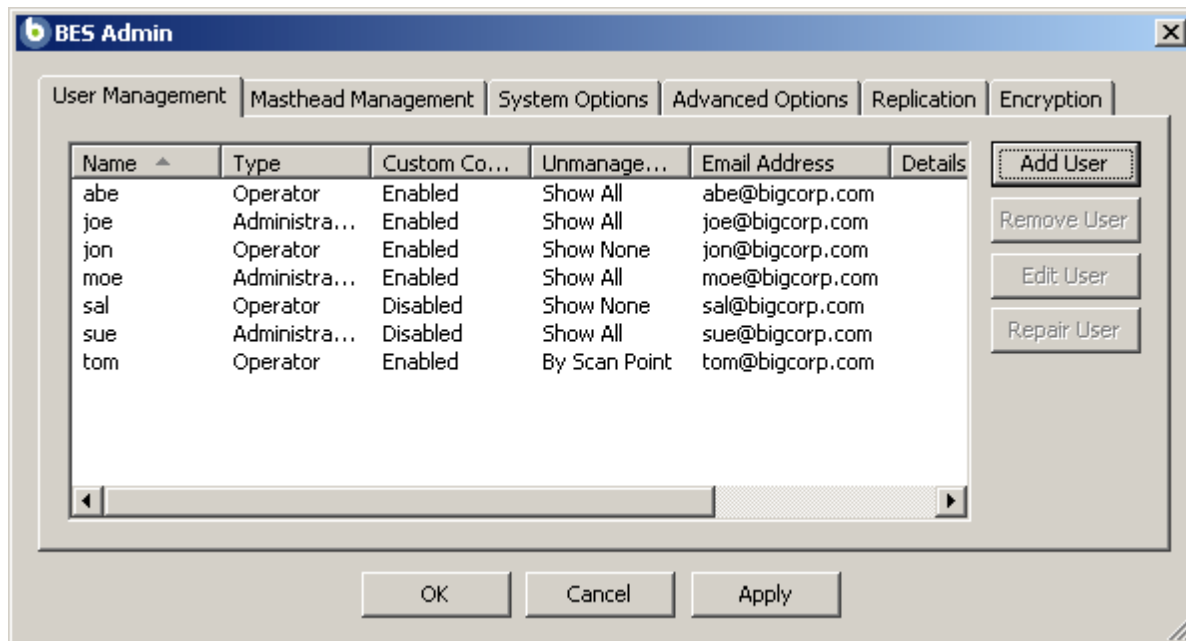 BES Admin
User Management Masthead Management System Options Advanced Options Replication Encryption
Name Type Custom Co... Unmanage... Email Address Details
abe Operator Enabled Show All abe@bigcorp.com
joe Administra... Enabled Show All joe@bigcorp.com
jon Operator Enabled Show None jon@bigcorp.com
moe Administra... Enabled Show All moe@bigcorp.com
sal Operator Disabled Show None sal@bigcorp.com
sue Administra... Disabled Show All sue@bigcorp.com
tom Operator Enabled By Scan Point tom@bigcorp.com
Add User
Remove User
Edit User
Repair User
OK Cancel Apply